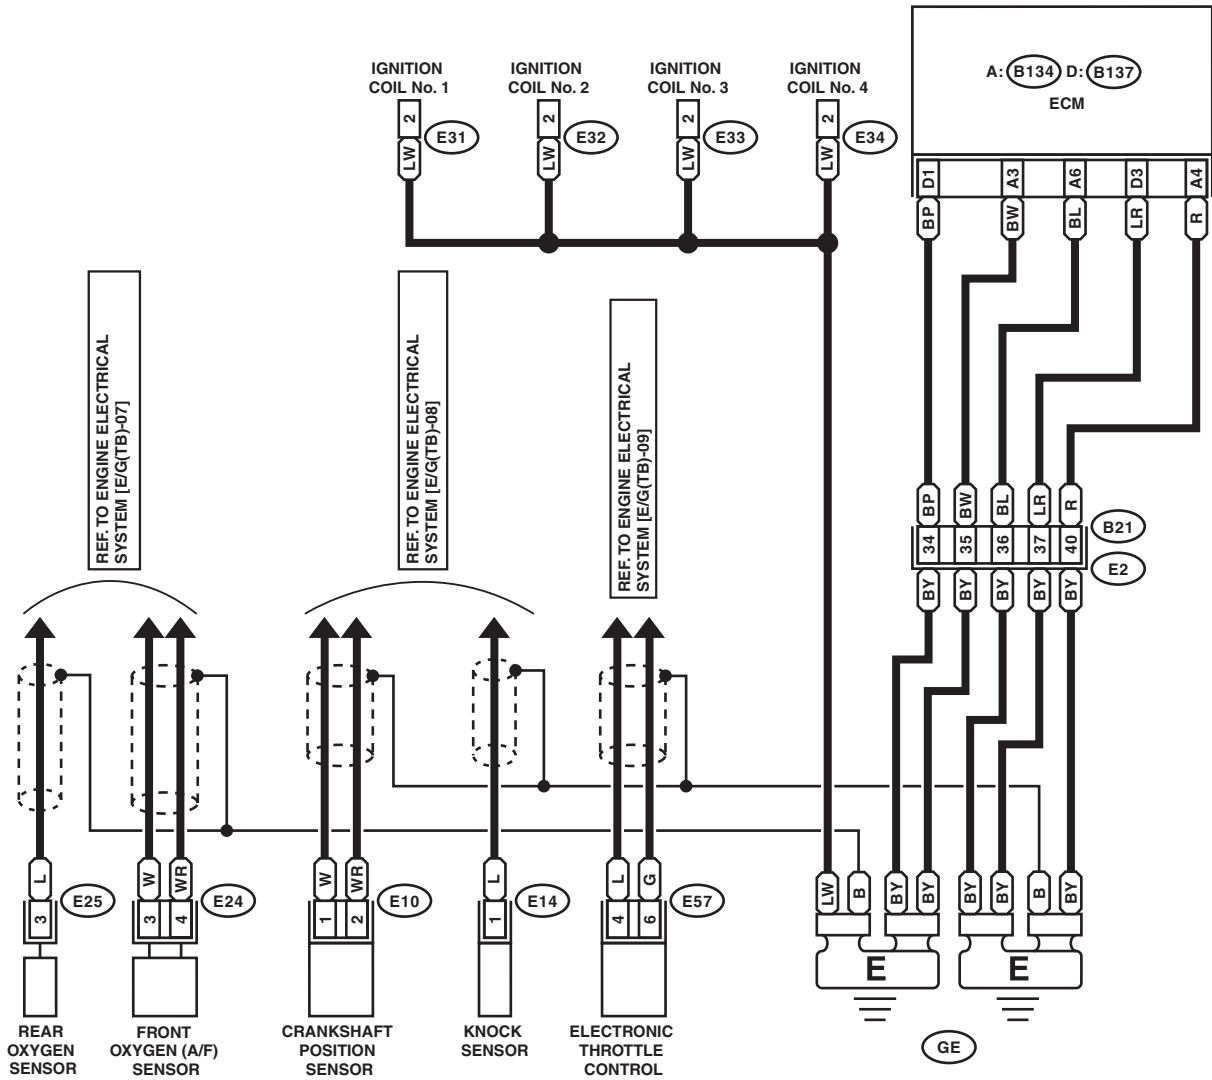 IGNITION
COIL No. 1
IGNITION
COIL No. 2
IGNITION
COIL No. 3
IGNITION
COIL No. 4
A: B134 D: B137
ECM
2
E31
2
E32
2
E33
2
E34
LW
LW
LW
LW
D1
A3
A6
D3
A4
BP
BW
BL
LR
R
REF. TO ENGINE ELECTRICAL
SYSTEM [E/G(TB)-07]
REF. TO ENGINE ELECTRICAL
SYSTEM [E/G(TB)-08]
REF. TO ENGINE ELECTRICAL
SYSTEM [E/G(TB)-09]
BP
BW
BL
LR
R
34
35
36
37
40
B21
E2
BY
BY
BY
BY
BY
L
W
WR
W
WR
L
L
G
LW
B
BY
BY
BY
BY
B
BY
3
E25
3
4
E24
1
2
E10
1
E14
4
6
E57
E
E
REAR
OXYGEN
SENSOR
FRONT
OXYGEN (A/F)
SENSOR
CRANKSHAFT
POSITION
SENSOR
KNOCK
SENSOR
ELECTRONIC
THROTTLE
CONTROL
GE